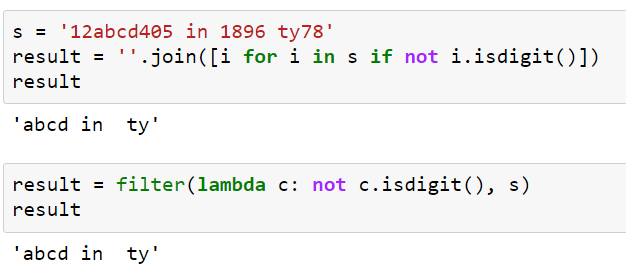 s = '12abcd405 in 1896 ty78'
result = ''.join([i for i in s if not i.isdigit()])
result
'abcd in  ty'
result = filter(lambda c: not c.isdigit(), s)
result
'abcd in  ty'